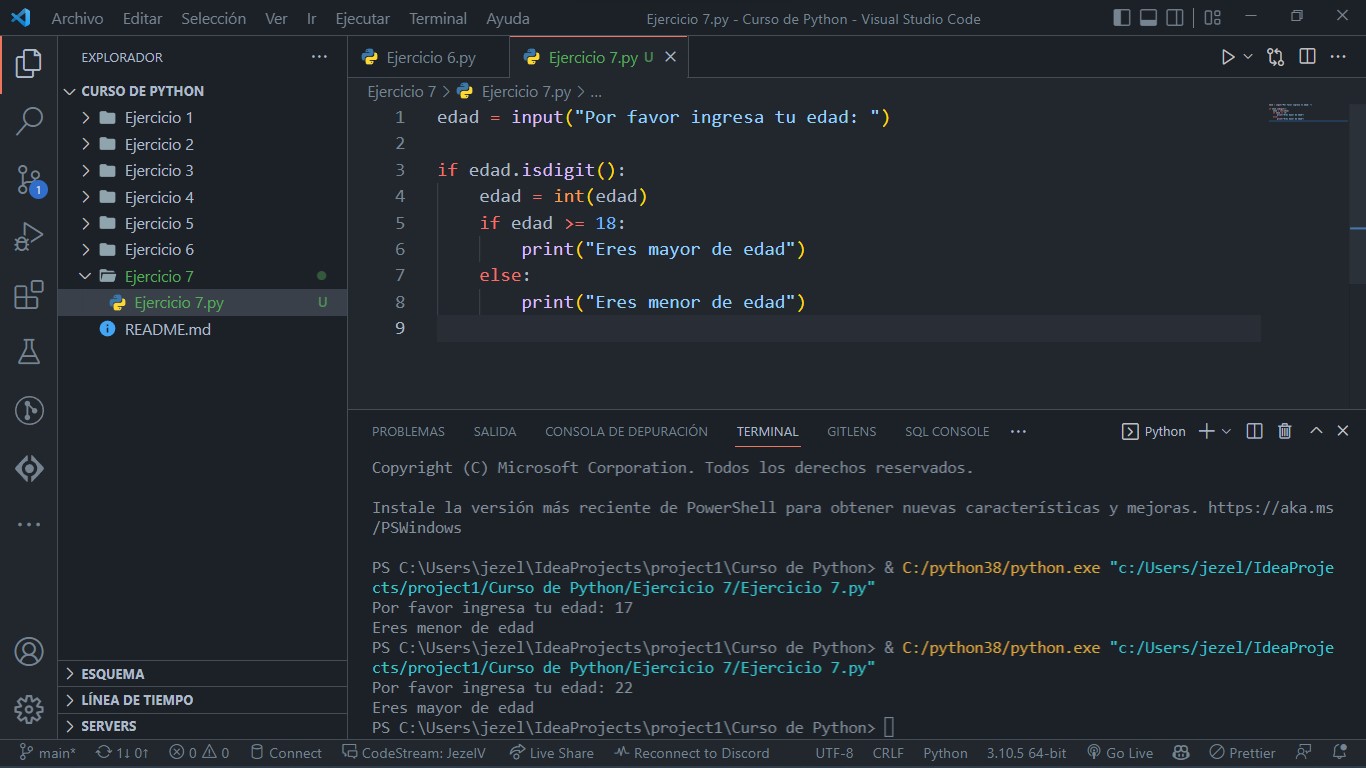 Archivo Editar Selección Ver Ir Ejecutar Terminal Ayuda Ejercicio 7.py - Curso de Python - Visual Studio Code
EXPLORADOR
CURSO DE PYTHON
Ejercicio 1
Ejercicio 2
Ejercicio 3
Ejercicio 4
Ejercicio 5
Ejercicio 6
Ejercicio 7
Ejercicio 7.py U
README.md
1
ESQUEMA
LÍNEA DE TIEMPO
SERVERS
Ejercicio 6.py Ejercicio 7.py U
Ejercicio 7 > Ejercicio 7.py > ...
1 edad = input("Por favor ingresa tu edad: ")
2
3 if edad.isdigit():
4 edad = int(edad)
5 if edad >= 18:
6 print("Eres mayor de edad")
7 else:
8 print("Eres menor de edad")
9
PROBLEMAS SALIDA CONSOLA DE DEPURACIÓN TERMINAL GITLENS SQL CONSOLE Python
Copyright (C) Microsoft Corporation. Todos los derechos reservados.
Instale la versión más reciente de PowerShell para obtener nuevas características y mejoras. https://aka.ms
/PSWindows
PS C:\Users\jezel\IdeaProjects\project1\Curso de Python> & C:/python38/python.exe "c:/Users/jezel/IdeaProje
cts/project1/Curso de Python/Ejercicio 7/Ejercicio 7.py"
Por favor ingresa tu edad: 17
Eres menor de edad
PS C:\Users\jezel\IdeaProjects\project1\Curso de Python> & C:/python38/python.exe "c:/Users/jezel/IdeaProje
cts/project1/Curso de Python/Ejercicio 7/Ejercicio 7.py"
Por favor ingresa tu edad: 22
Eres mayor de edad
PS C:\Users\jezel\IdeaProjects\project1\Curso de Python>
main* 1↓ 0↑ 0 0 Connect CodeStream: JezelV Live Share Reconnect to Discord UTF-8 CRLF Python 3.10.5 64-bit Go Live Prettier